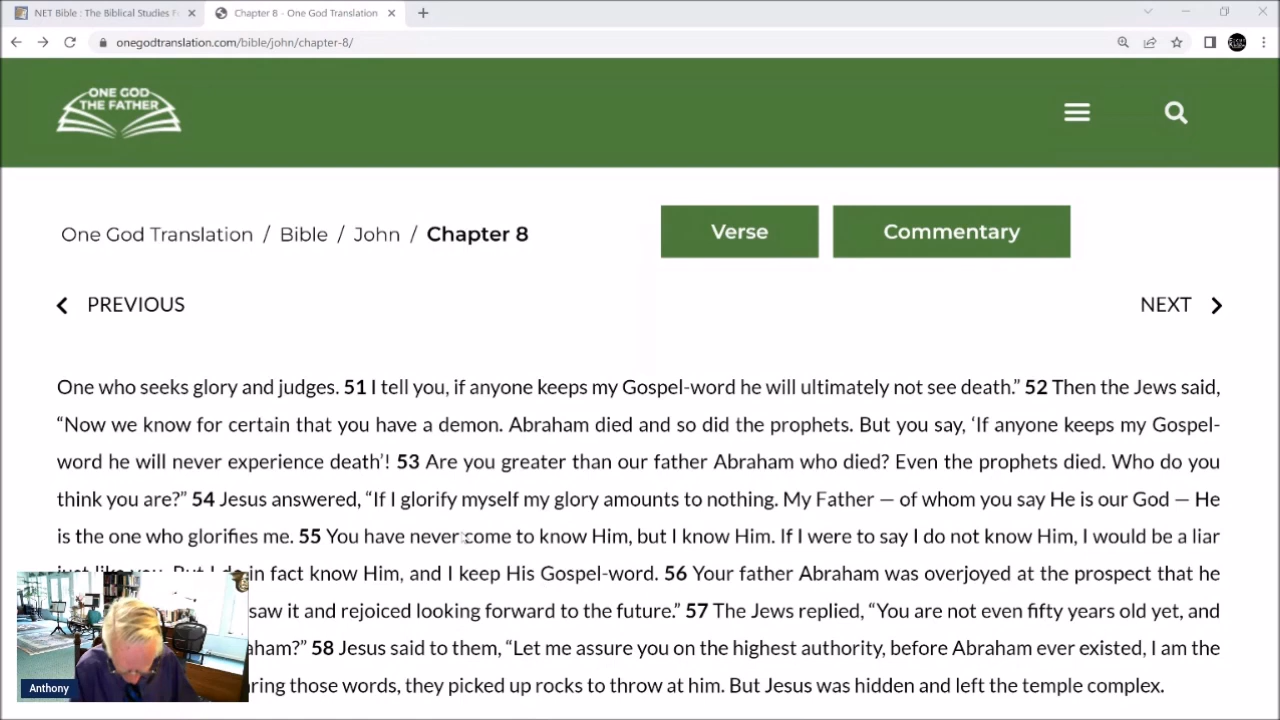 NET Bible : The Biblical Studies F
Chapter 8 - One God Translation
onegodtranslation.com/bible/john/chapter-8/
ONE GOD
THE FATHER
One God Translation / Bible / John / Chapter 8
Verse
Commentary
PREVIOUS
NEXT
One who seeks glory and judges. 51 I tell you, if anyone keeps my Gospel-word he will ultimately not see death.” 52 Then the Jews said,
“Now we know for certain that you have a demon. Abraham died and so did the prophets. But you say, ‘If anyone keeps my Gospel-
word he will never experience death’! 53 Are you greater than our father Abraham who died? Even the prophets died. Who do you
think you are?” 54 Jesus answered, “If I glorify myself my glory amounts to nothing. My Father — of whom you say He is our God — He
is the one who glorifies me. 55 You have never come to know Him, but I know Him. If I were to say I do not know Him, I would be a liar
just like you. But I do in fact know Him, and I keep His Gospel-word. 56 Your father Abraham was overjoyed at the prospect that he
saw it and rejoiced looking forward to the future.” 57 The Jews replied, “You are not even fifty years old yet, and
58 Jesus said to them, “Let me assure you on the highest authority, before Abraham ever existed, I am the
those words, they picked up rocks to throw at him. But Jesus was hidden and left the temple complex.
Anthony